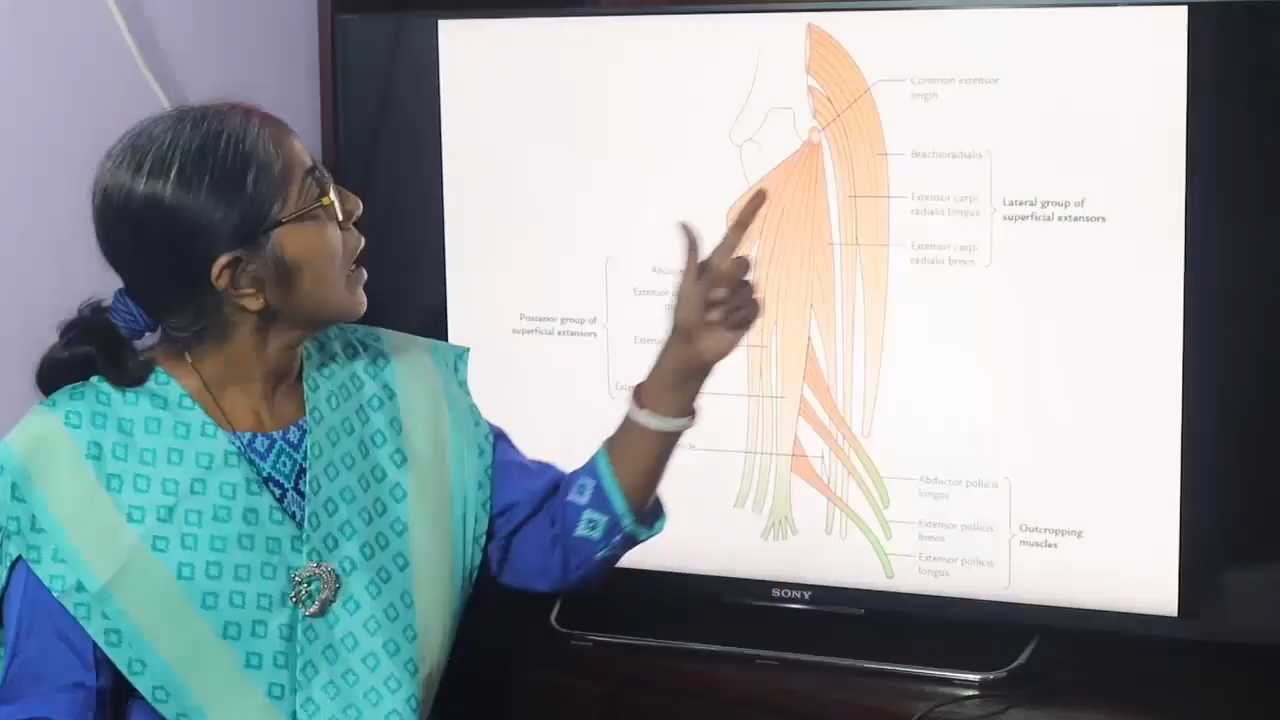 Common extensor
origin
Brachioradialis
Extensor carpi
radialis longus
Lateral group of
superficial extensors
Extensor carpi
radialis brevis
Extensor
Posterior group of
superficial extensors
Abductor pollicis
longus
Extensor pollicis
brevis
Outcropping
muscles
Extensor pollicis
longus
SONY